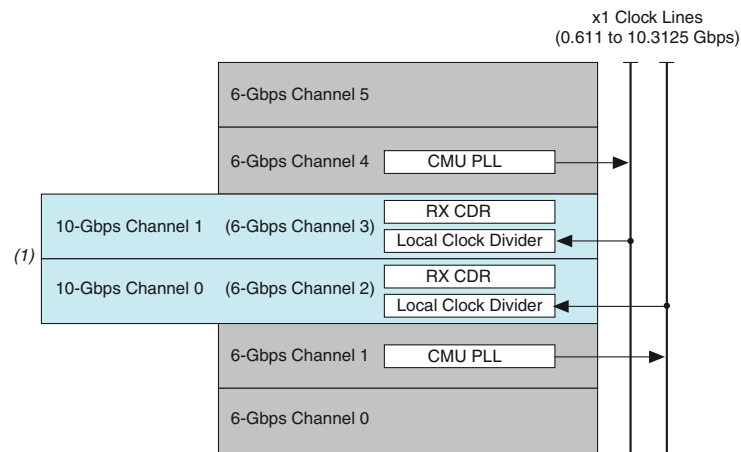 x1 Clock Lines
(0.611 to 10.3125 Gbps)
6-Gbps Channel 5
6-Gbps Channel 4
CMU PLL
10-Gbps Channel 1
(6-Gbps Channel 3)
RX CDR
Local Clock Divider
(1)
10-Gbps Channel 0
(6-Gbps Channel 2)
RX CDR
Local Clock Divider
6-Gbps Channel 1
CMU PLL
6-Gbps Channel 0